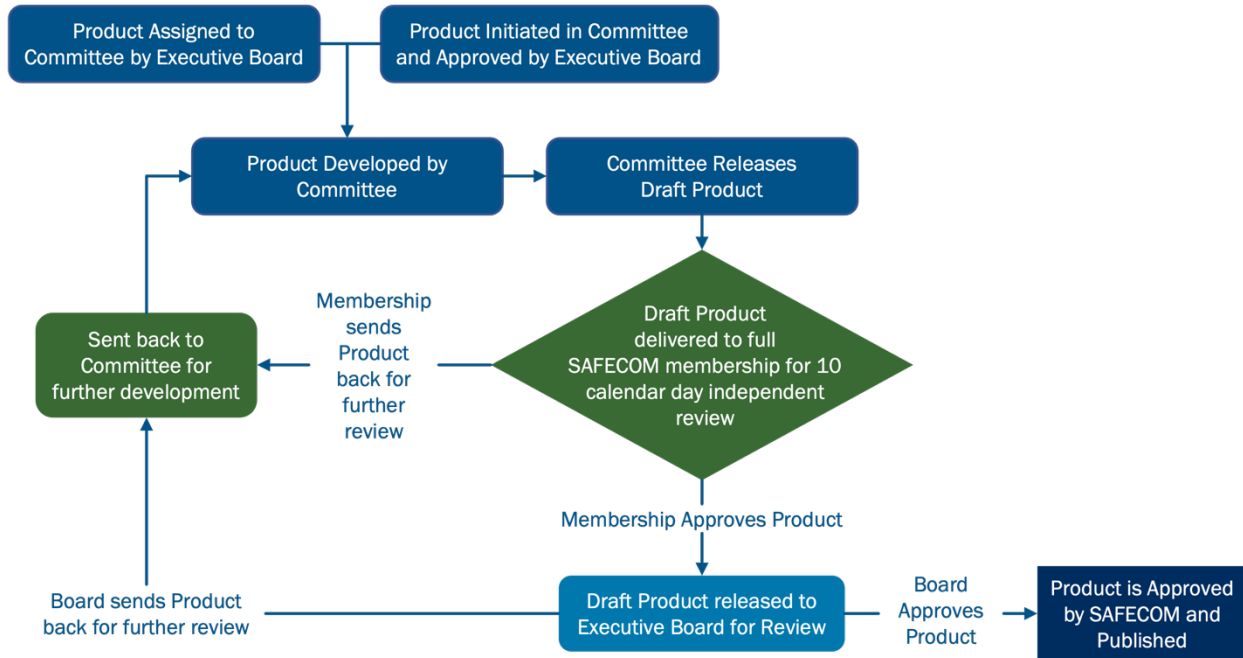 Product Assigned to
Committee by Executive Board
Product Initiated in Committee
and Approved by Executive Board
Product Developed by
Committee
Committee Releases
Draft Product
Draft Product
delivered to full
SAFECOM membership for 10
calendar day independent
review
Membership
sends
Product
back for
further
review
Sent back to
Committee for
further development
Membership Approves Product
Draft Product released to
Executive Board for Review
Board sends Product
back for further review
Board
Approves
Product
Product is Approved
by SAFECOM and
Published